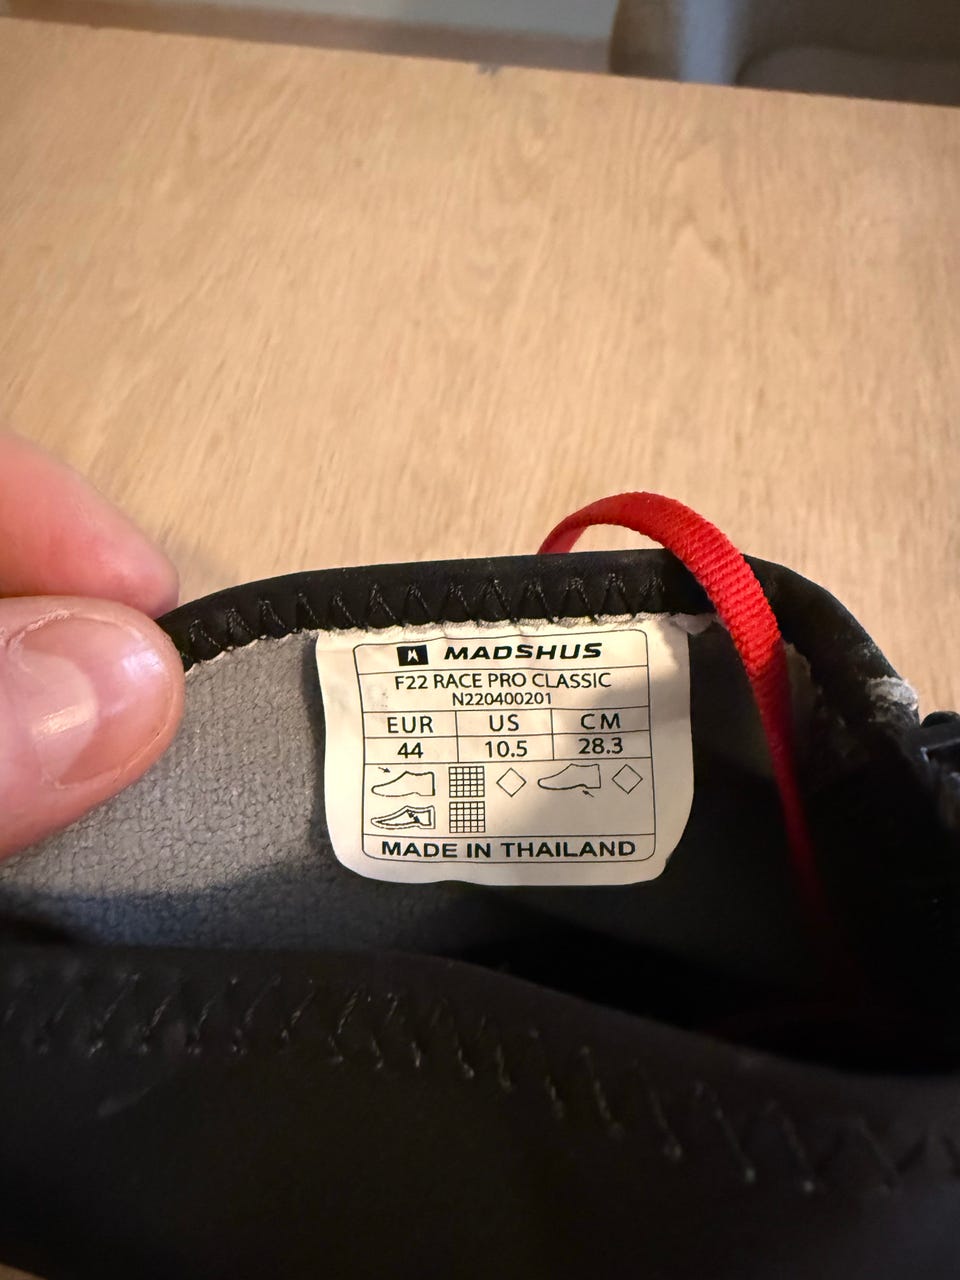 MADSHUS
F22 RACE PRO CLASSIC
N220400201
EUR US CM
44 10.5 28.3
MADE IN THAILAND